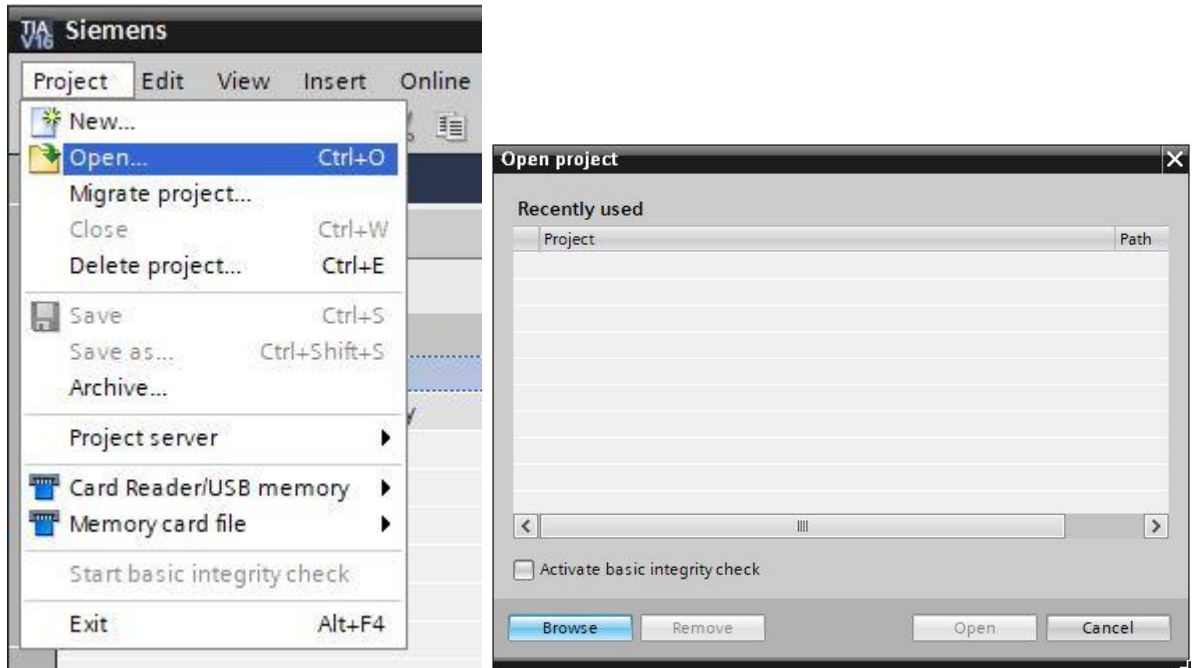 TIA V16 Siemens
Project Edit View Insert Online
New...
Open... Ctrl+O
Migrate project...
Close Ctrl+W
Delete project... Ctrl+E
Save Ctrl+S
Save as... Ctrl+Shift+S
Archive...
Project server
Card Reader/USB memory
Memory card file
Start basic integrity check
Exit Alt+F4
Open project
Recently used
Project Path
Activate basic integrity check
Browse Remove Open Cancel